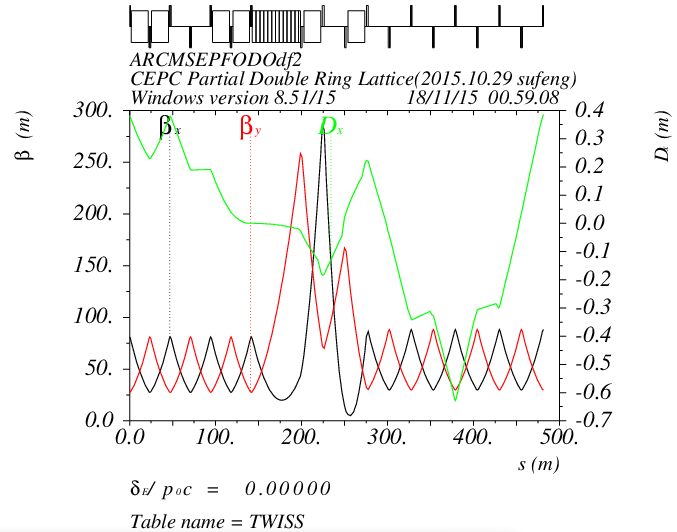 ARCMSEPFODOdf2
CEPC Partial Double Ring Lattice(2015.10.29 sufeng)
Windows version 8.51/15 18/11/15 00.59.08
300. βx βy Dx 0.4
0.3
250.
0.2
200. 0.1
0.0
150. -0.1
-0.2
100. -0.3
-0.4
50. -0.5
-0.6
0.0 -0.7
β (m)
D (m)
0.0 100. 200. 300. 400. 500.
s (m)
δE/ p0c = 0.00000
Table name = TWISS